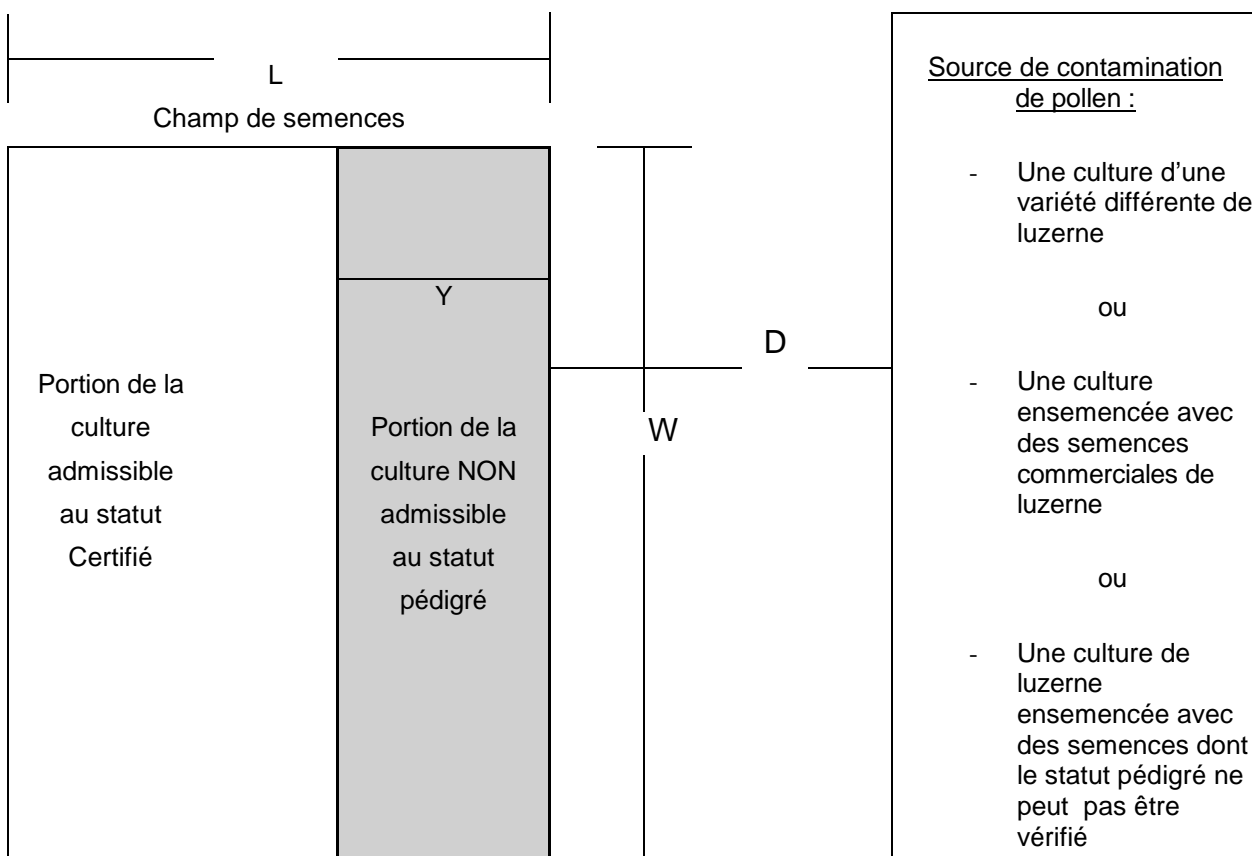 L
Champ de semences
Portion de la
culture
admissible
au statut
Certifié
Y
Portion de la
culture NON
admissible
au statut
pédigré
W
D
Source de contamination
de pollen :
- Une culture d'une
variété différente de
luzerne
ou
- Une culture
ensemencée avec
des semences
commerciales de
luzerne
ou
- Une culture de
luzerne
ensemencée avec
des semences dont
le statut pédigré ne
peut pas être
vérifié